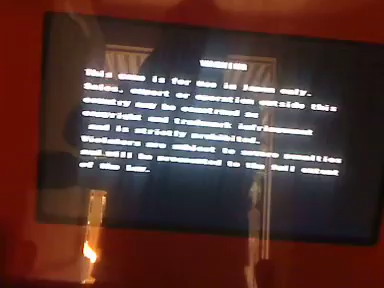 WARNING
This game is for use in Japan only.
Sales, export or operation outside this
country may be construed as
copyright and trademark infringement
and is strictly prohibited.
Violators are subject to severe penalties
and will be prosecuted to the full extent
of the law.